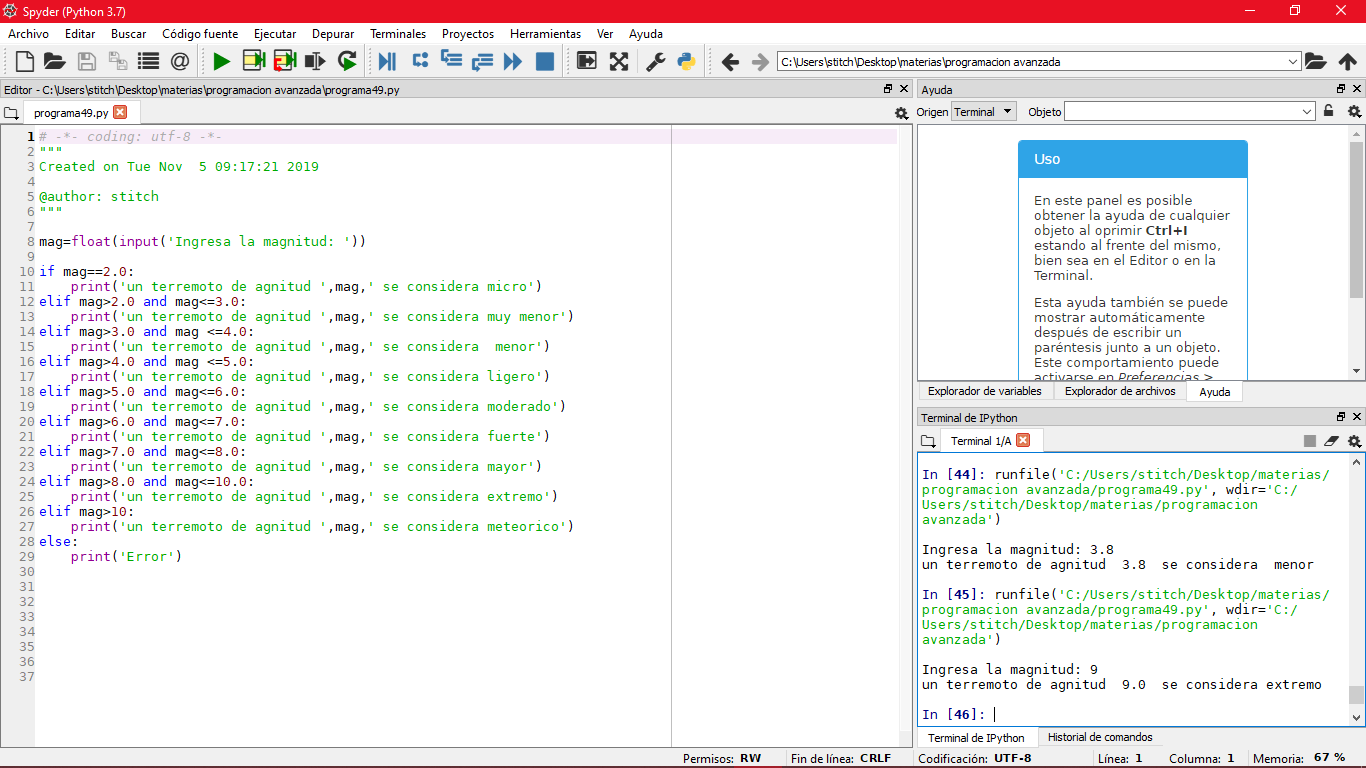 Spyder (Python 3.7)
Archivo Editar Buscar Código fuente Ejecutar Depurar Terminales Proyectos Herramientas Ver Ayuda
C:\Users\stitch\Desktop\materias\programacion avanzada
Editor - C:\Users\stitch\Desktop\materias\programacion avanzada\programa49.py
programa49.py
1 # -*- coding: utf-8 -*-
2 """
3 Created on Tue Nov  5 09:17:21 2019
4
5 @author: stitch
6 """
7
8 mag=float(input('Ingresa la magnitud: '))
9
10 if mag==2.0:
11     print('un terremoto de agnitud ',mag,' se considera micro')
12 elif mag>2.0 and mag<=3.0:
13     print('un terremoto de agnitud ',mag,' se considera muy menor')
14 elif mag>3.0 and mag <=4.0:
15     print('un terremoto de agnitud ',mag,' se considera  menor')
16 elif mag>4.0 and mag <=5.0:
17     print('un terremoto de agnitud ',mag,' se considera ligero')
18 elif mag>5.0 and mag<=6.0:
19     print('un terremoto de agnitud ',mag,' se considera moderado')
20 elif mag>6.0 and mag<=7.0:
21     print('un terremoto de agnitud ',mag,' se considera fuerte')
22 elif mag>7.0 and mag<=8.0:
23     print('un terremoto de agnitud ',mag,' se considera mayor')
24 elif mag>8.0 and mag<=10.0:
25     print('un terremoto de agnitud ',mag,' se considera extremo')
26 elif mag>10:
27     print('un terremoto de agnitud ',mag,' se considera meteorico')
28 else:
29     print('Error')
30
31
32
33
34
35
36
37
Ayuda
Origen Terminal Objeto
Uso
En este panel es posible
obtener la ayuda de cualquier
objeto al oprimir Ctrl+I
estando al frente del mismo,
bien sea en el Editor o en la
Terminal.
Esta ayuda también se puede
mostrar automáticamente
después de escribir un
paréntesis junto a un objeto.
Este comportamiento puede
activarse en Preferencias >
Explorador de variables Explorador de archivos Ayuda
Terminal de IPython
Terminal 1/A
In [44]: runfile('C:/Users/stitch/Desktop/materias/
programacion avanzada/programa49.py', wdir='C:/
Users/stitch/Desktop/materias/programacion
avanzada')
Ingresa la magnitud: 3.8
un terremoto de agnitud  3.8  se considera  menor
In [45]: runfile('C:/Users/stitch/Desktop/materias/
programacion avanzada/programa49.py', wdir='C:/
Users/stitch/Desktop/materias/programacion
avanzada')
Ingresa la magnitud: 9
un terremoto de agnitud  9.0  se considera extremo
In [46]:
Terminal de IPython Historial de comandos
Permisos: RW Fin de línea: CRLF Codificación: UTF-8 Línea: 1 Columna: 1 Memoria: 67 %